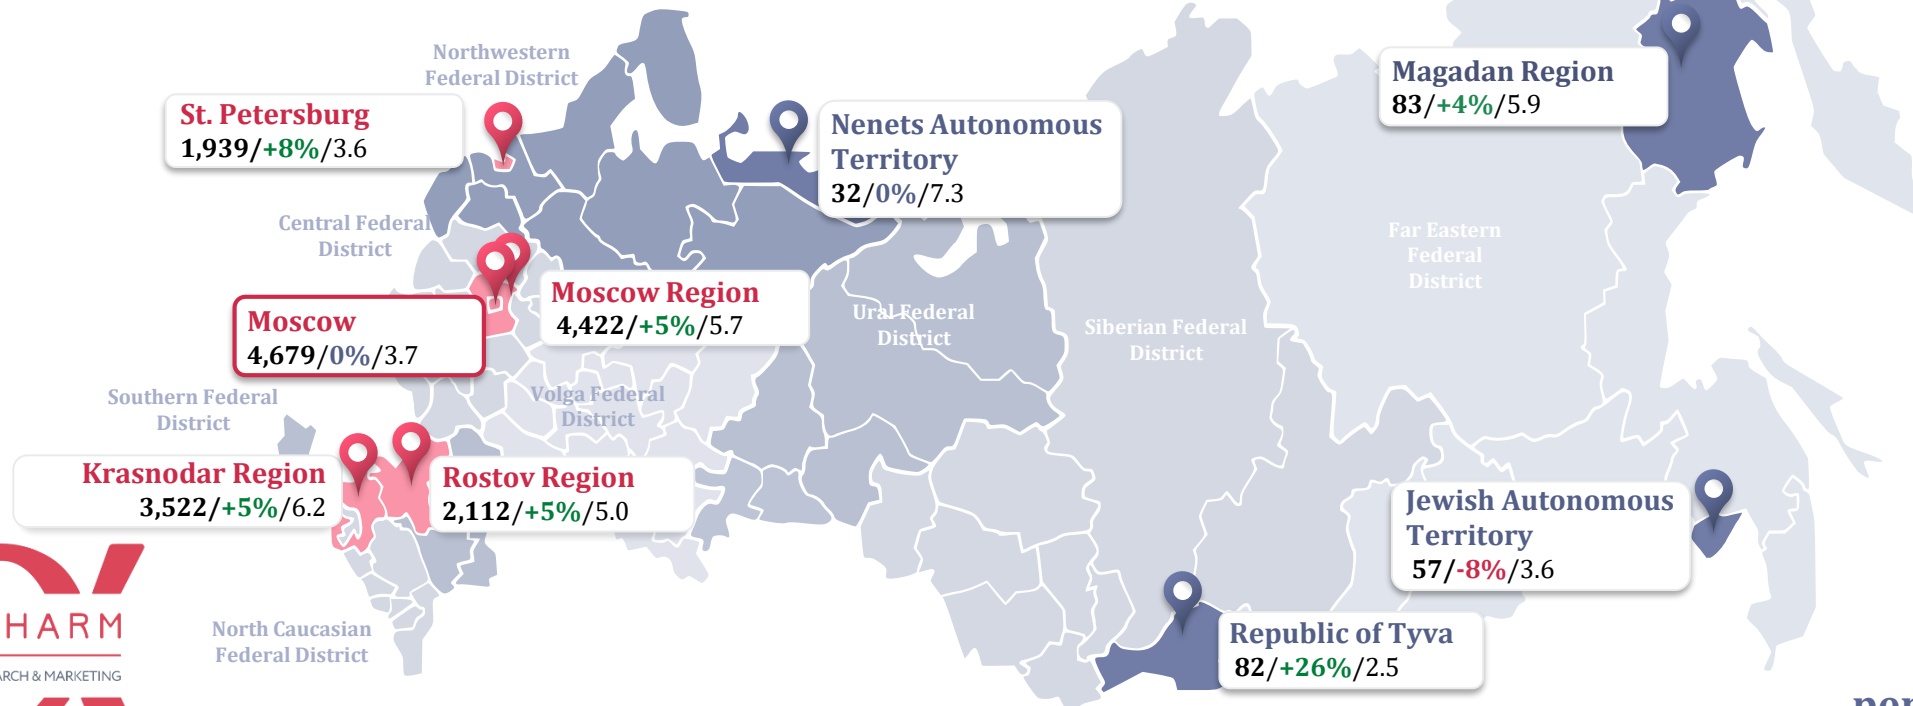 Northwestern
Federal District
St. Petersburg
1,939/+8%/3.6
Nenets Autonomous
Territory
32/0%/7.3
Magadan Region
83/+4%/5.9
Central Federal
District
Far Eastern
Federal
District
Moscow Region
4,422/+5%/5.7
Moscow
4,679/0%/3.7
Ural Federal
District
Siberian Federal
District
Southern Federal
District
Volga Federal
District
Krasnodar Region
3,522/+5%/6.2
Rostov Region
2,112/+5%/5.0
Jewish Autonomous
Territory
57/-8%/3.6
HARM
ARCH & MARKETING
North Caucasian
Federal District
Republic of Tyva
82/+26%/2.5